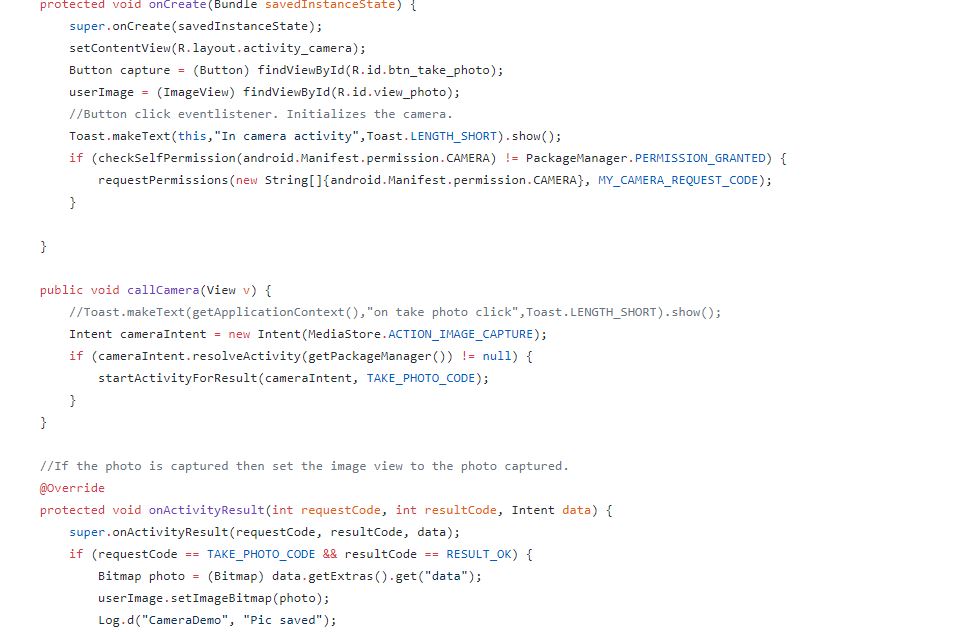 protected void onCreate(Bundle savedInstanceState) {
super.onCreate(savedInstanceState);
setContentView(R.layout.activity_camera);
Button capture = (Button) findViewById(R.id.btn_take_photo);
userImage = (ImageView) findViewById(R.id.view_photo);
//Button click eventlistener. Initializes the camera.
Toast.makeText(this,"In camera activity",Toast.LENGTH_SHORT).show();
if (checkSelfPermission(android.Manifest.permission.CAMERA) != PackageManager.PERMISSION_GRANTED) {
requestPermissions(new String[]{android.Manifest.permission.CAMERA}, MY_CAMERA_REQUEST_CODE);
}
}
public void callCamera(View v) {
//Toast.makeText(getApplicationContext(),"on take photo click",Toast.LENGTH_SHORT).show();
Intent cameraIntent = new Intent(MediaStore.ACTION_IMAGE_CAPTURE);
if (cameraIntent.resolveActivity(getPackageManager()) != null) {
startActivityForResult(cameraIntent, TAKE_PHOTO_CODE);
}
}
//If the photo is captured then set the image view to the photo captured.
@Override
protected void onActivityResult(int requestCode, int resultCode, Intent data) {
super.onActivityResult(requestCode, resultCode, data);
if (requestCode == TAKE_PHOTO_CODE && resultCode == RESULT_OK) {
Bitmap photo = (Bitmap) data.getExtras().get("data");
userImage.setImageBitmap(photo);
Log.d("CameraDemo", "Pic saved");